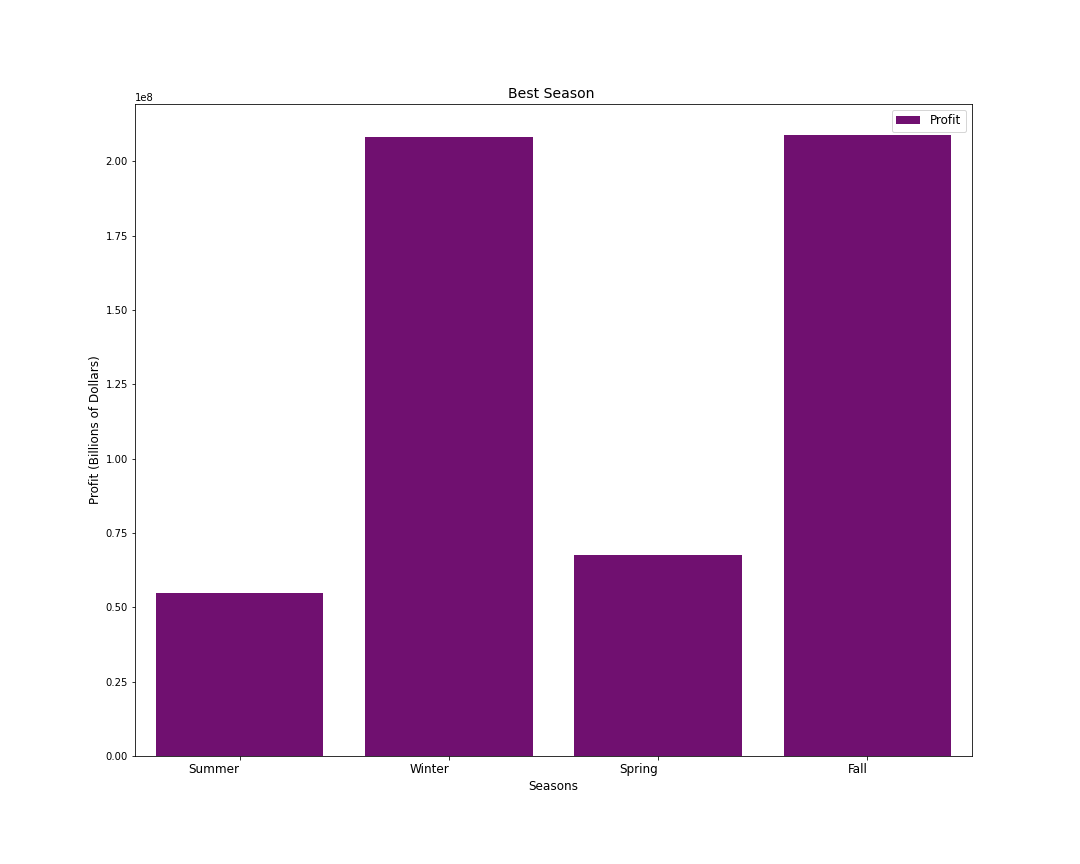 Best Season
1e8
Profit
2.00
1.75
1.50
1.25
1.00
0.75
0.50
0.25
0.00
Profit (Billions of Dollars)
Summer Winter Spring Fall
Seasons